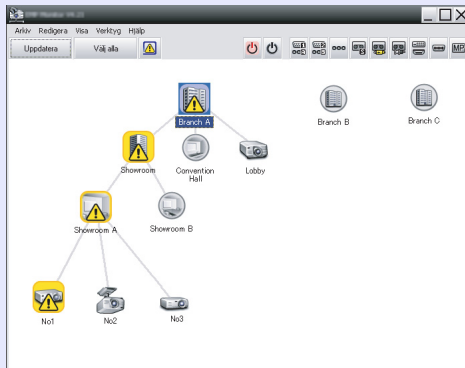 Arkiv Redigera Visa Verktyg Hjälp
Uppdatera Välj alla
Branch A
Branch B
Branch C
Showroom
Convention
Hall
Lobby
Showroom A
Showroom B
No1
No2
No3